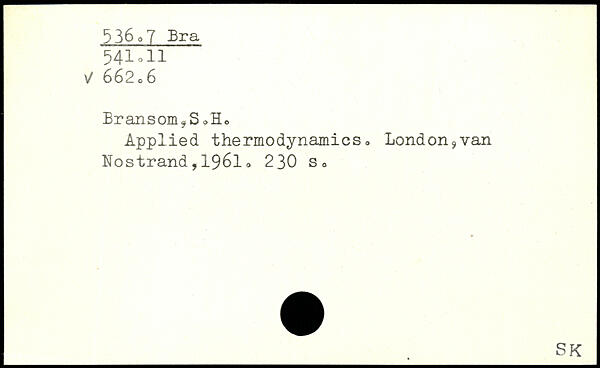 536.7 Bra
541.11
√ 662.6
Bransom,S.H.
Applied thermodynamics. London,van
Nostrand,1961. 230 s.
SK